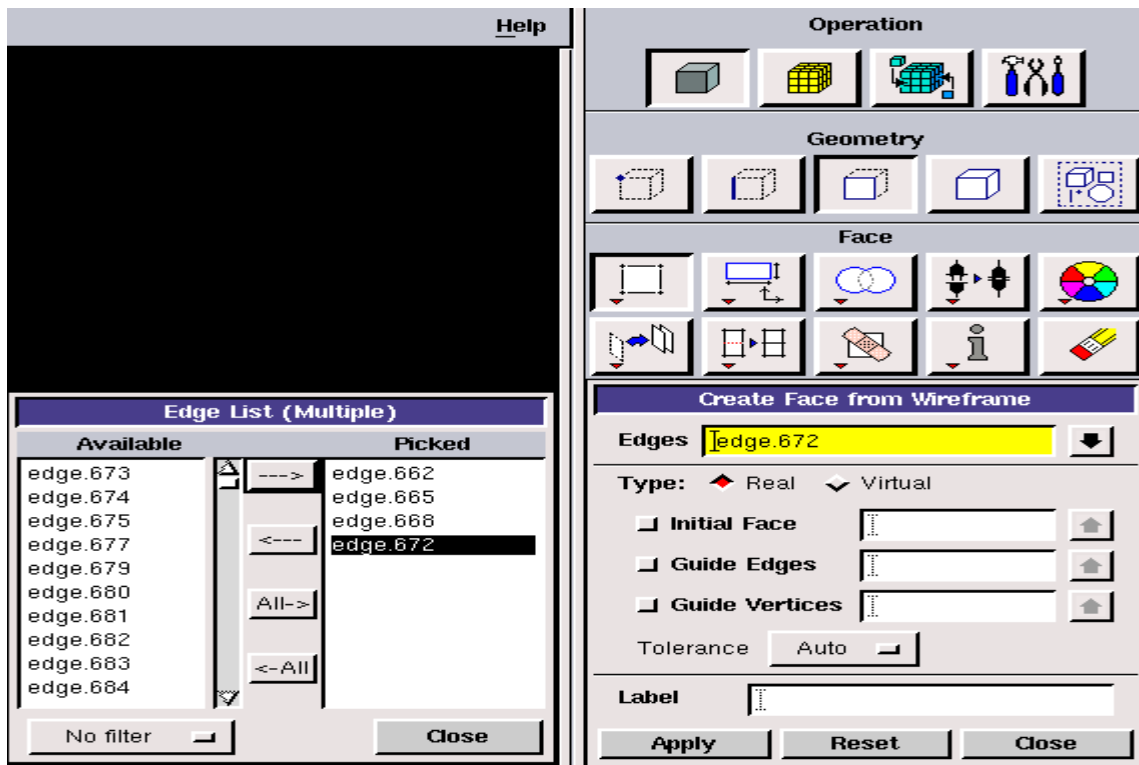 Help
Edge List (Multiple)
Available
Picked
edge.673
edge.674
edge.675
edge.677
edge.679
edge.680
edge.681
edge.682
edge.683
edge.684
--->
<---
All->
<-All
edge.662
edge.665
edge.668
edge.672
No filter
Close
Operation
Geometry
Face
Create Face from Wireframe
Edges edge.672
Type: Real Virtual
Initial Face
Guide Edges
Guide Vertices
Tolerance Auto
Label
Apply Reset Close